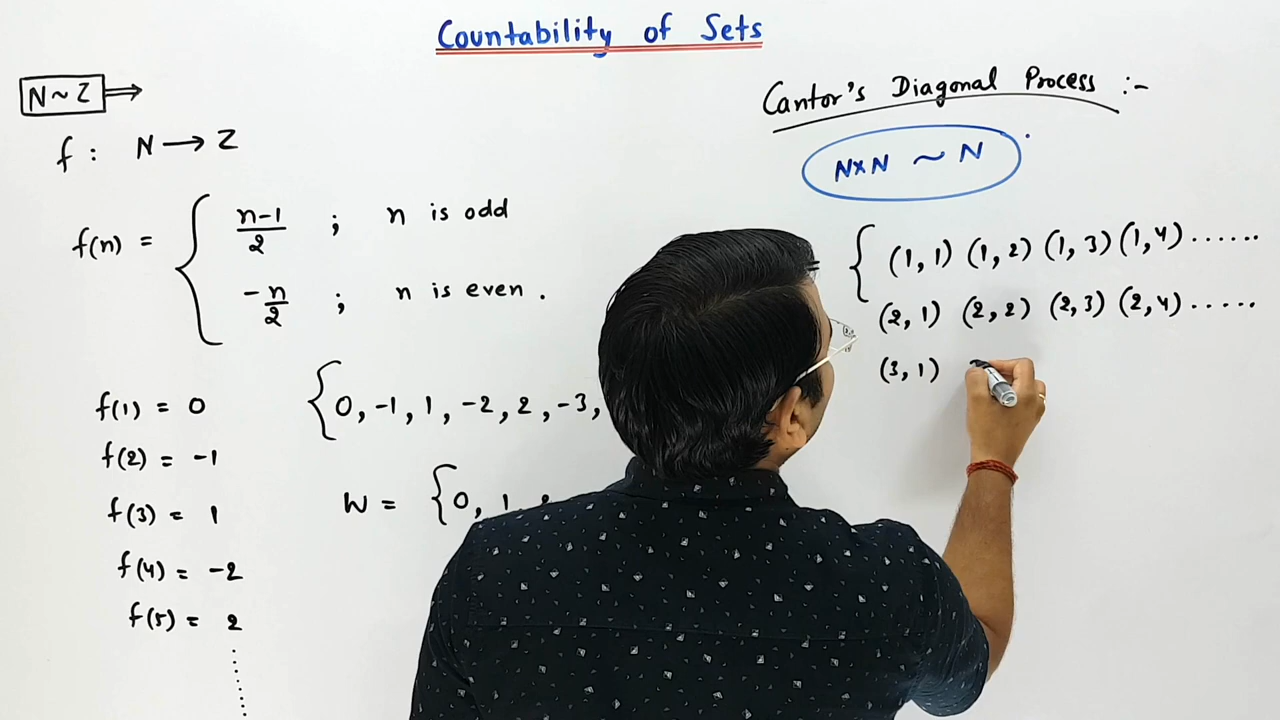 Countability of Sets
N ~ Z ⟹
f : N → Z
f(n) = { n-1/2 ; n is odd
-n/2 ; n is even .
f(1) = 0
f(2) = -1
f(3) = 1
f(4) = -2
f(5) = 2
{0, -1, 1, -2, 2, -3,
W = {0, 1,
Cantor's Diagonal Process :-
N×N ~ N
{ (1, 1) (1, 2) (1, 3) (1, 4) ......
(2, 1) (2, 2) (2, 3) (2, 4) .....
(3, 1)